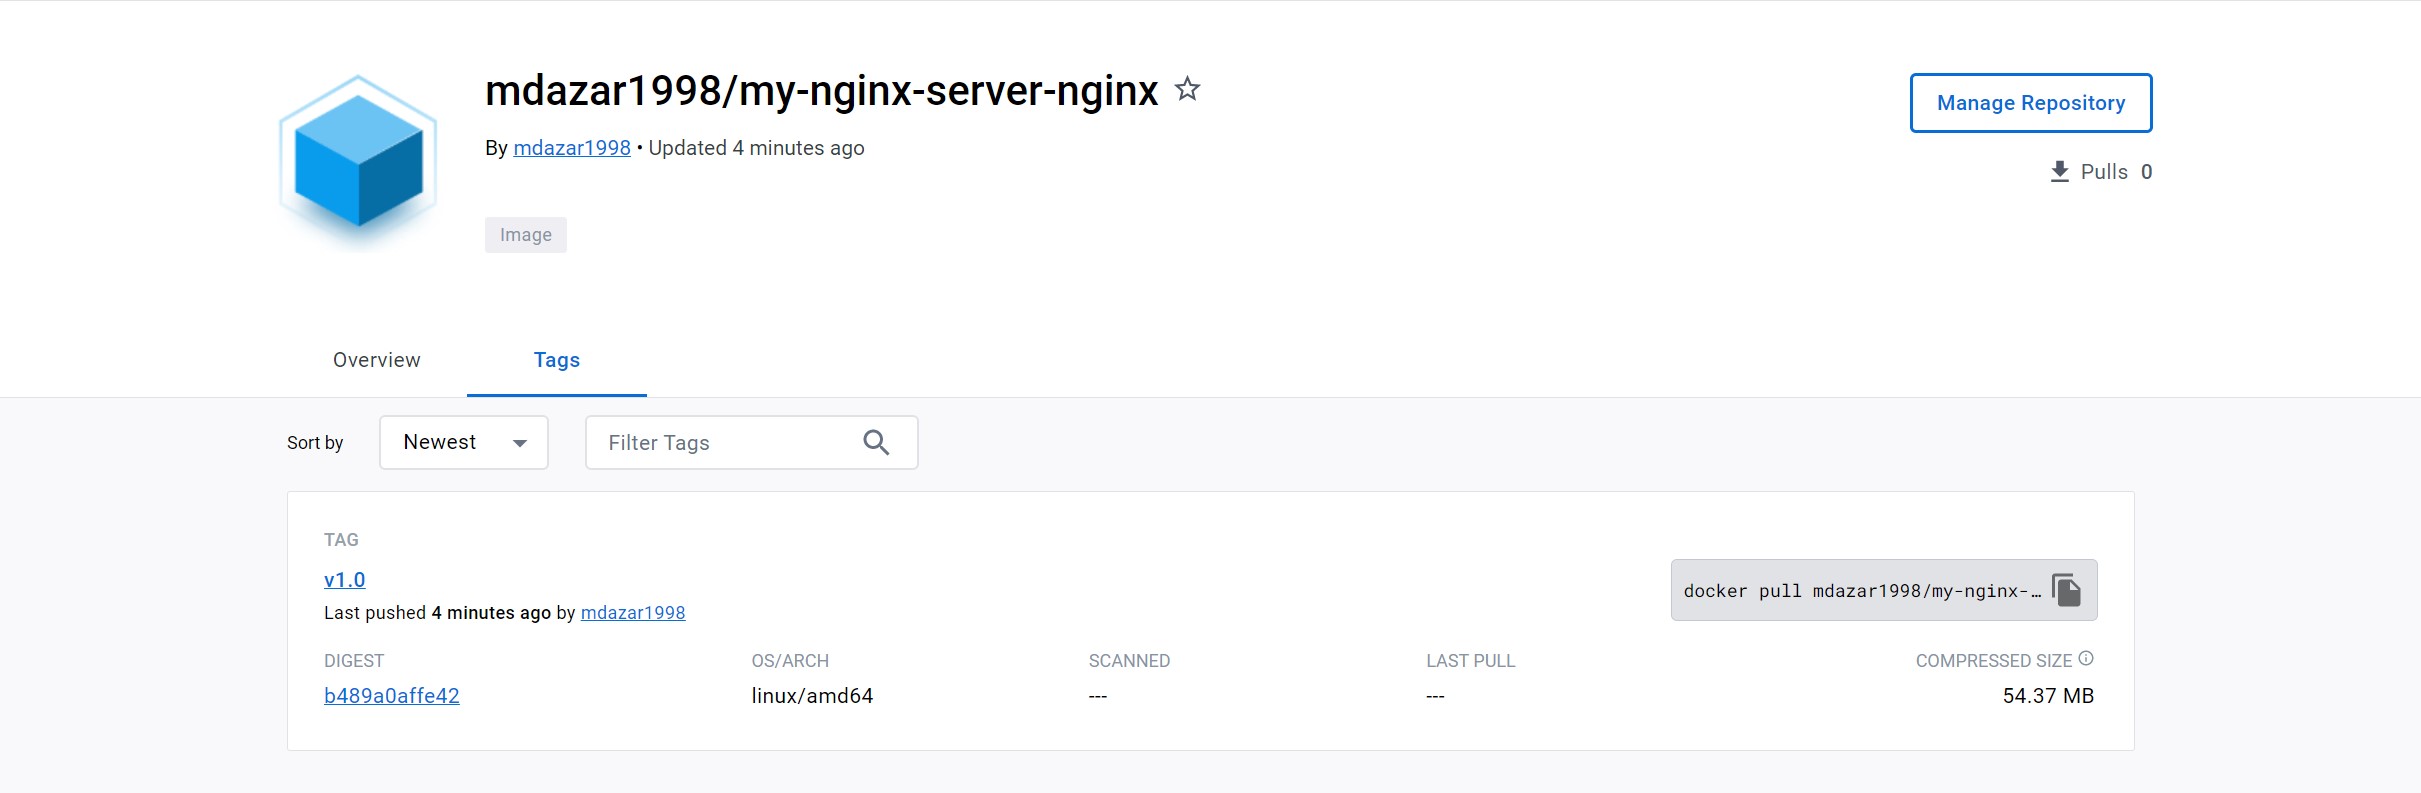 mdazar1998/my-nginx-server-nginx
Manage Repository
By mdazar1998 • Updated 4 minutes ago
Pulls 0
Image
Overview
Tags
Sort by
Newest
Filter Tags
TAG
v1.0
docker pull mdazar1998/my-nginx-…
Last pushed 4 minutes ago by mdazar1998
DIGEST OS/ARCH SCANNED LAST PULL COMPRESSED SIZE
b489a0affe42 linux/amd64 --- --- 54.37 MB